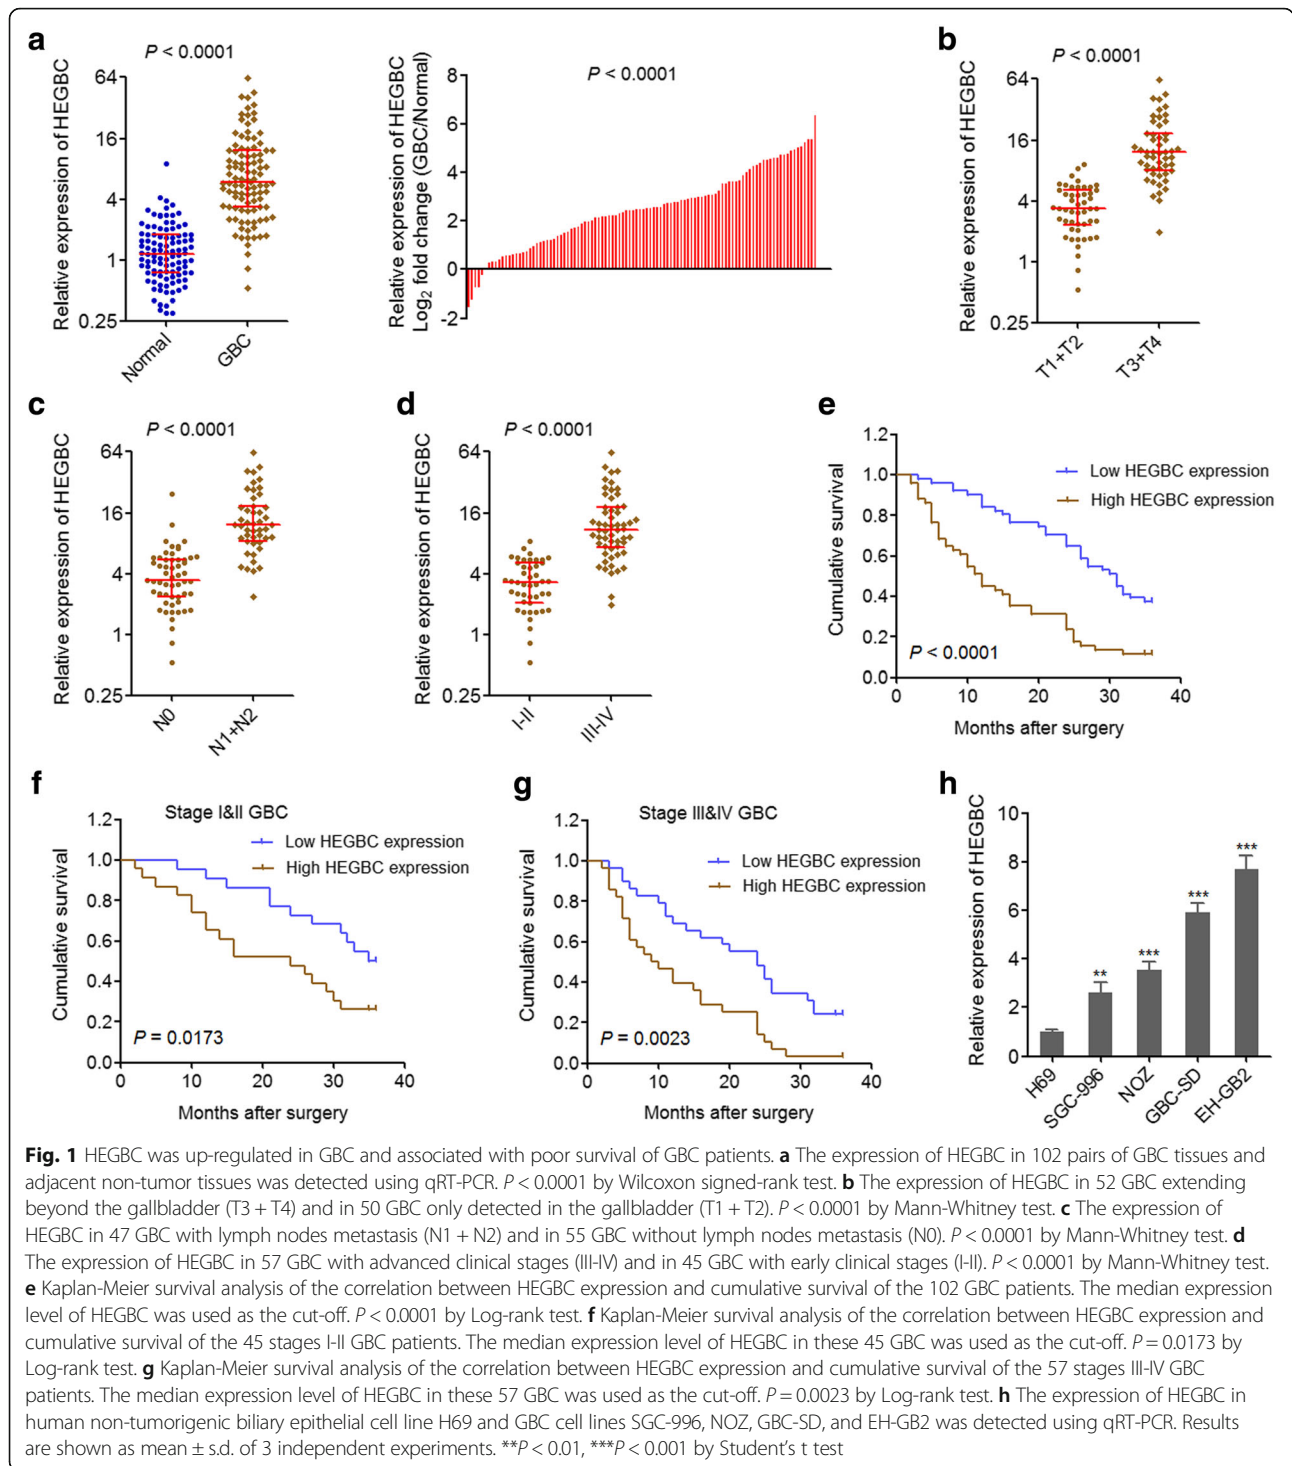 a
P < 0.0001
Relative expression of HEGBC
64
16
4
1
0.25
Normal
GBC
P < 0.0001
Relative expression of HEGBC
Log2 fold change (GBC/Normal)
8
6
4
2
0
-2
b
P < 0.0001
Relative expression of HEGBC
64
16
4
1
0.25
T1+T2
T3+T4
c
P < 0.0001
Relative expression of HEGBC
64
16
4
1
0.25
N0
N1+N2
d
P < 0.0001
Relative expression of HEGBC
64
16
4
1
0.25
I-II
III-IV
e
Cumulative survival
1.2
1.0
0.8
0.6
0.4
0.2
0.0
Low HEGBC expression
High HEGBC expression
P < 0.0001
0
10
20
30
40
Months after surgery
f
Stage I&II GBC
Cumulative survival
1.2
1.0
0.8
0.6
0.4
0.2
0.0
Low HEGBC expression
High HEGBC expression
P = 0.0173
0
10
20
30
40
Months after surgery
g
Stage III&IV GBC
Cumulative survival
1.2
1.0
0.8
0.6
0.4
0.2
0.0
Low HEGBC expression
High HEGBC expression
P = 0.0023
0
10
20
30
40
Months after surgery
h
Relative expression of HEGBC
10
8
6
4
2
0
**
***
***
***
H69
SGC-996
NOZ
GBC-SD
EH-GB2
Fig. 1 HEGBC was up-regulated in GBC and associated with poor survival of GBC patients. a The expression of HEGBC in 102 pairs of GBC tissues and
adjacent non-tumor tissues was detected using qRT-PCR. P < 0.0001 by Wilcoxon signed-rank test. b The expression of HEGBC in 52 GBC extending
beyond the gallbladder (T3 + T4) and in 50 GBC only detected in the gallbladder (T1 + T2). P < 0.0001 by Mann-Whitney test. c The expression of
HEGBC in 47 GBC with lymph nodes metastasis (N1 + N2) and in 55 GBC without lymph nodes metastasis (N0). P < 0.0001 by Mann-Whitney test. d
The expression of HEGBC in 57 GBC with advanced clinical stages (III-IV) and in 45 GBC with early clinical stages (I-II). P < 0.0001 by Mann-Whitney test.
e Kaplan-Meier survival analysis of the correlation between HEGBC expression and cumulative survival of the 102 GBC patients. The median expression
level of HEGBC was used as the cut-off. P < 0.0001 by Log-rank test. f Kaplan-Meier survival analysis of the correlation between HEGBC expression and
cumulative survival of the 45 stages I-II GBC patients. The median expression level of HEGBC in these 45 GBC was used as the cut-off. P = 0.0173 by
Log-rank test. g Kaplan-Meier survival analysis of the correlation between HEGBC expression and cumulative survival of the 57 stages III-IV GBC
patients. The median expression level of HEGBC in these 57 GBC was used as the cut-off. P = 0.0023 by Log-rank test. h The expression of HEGBC in
human non-tumorigenic biliary epithelial cell line H69 and GBC cell lines SGC-996, NOZ, GBC-SD, and EH-GB2 was detected using qRT-PCR. Results
are shown as mean ± s.d. of 3 independent experiments. **P < 0.01, ***P < 0.001 by Student's t test